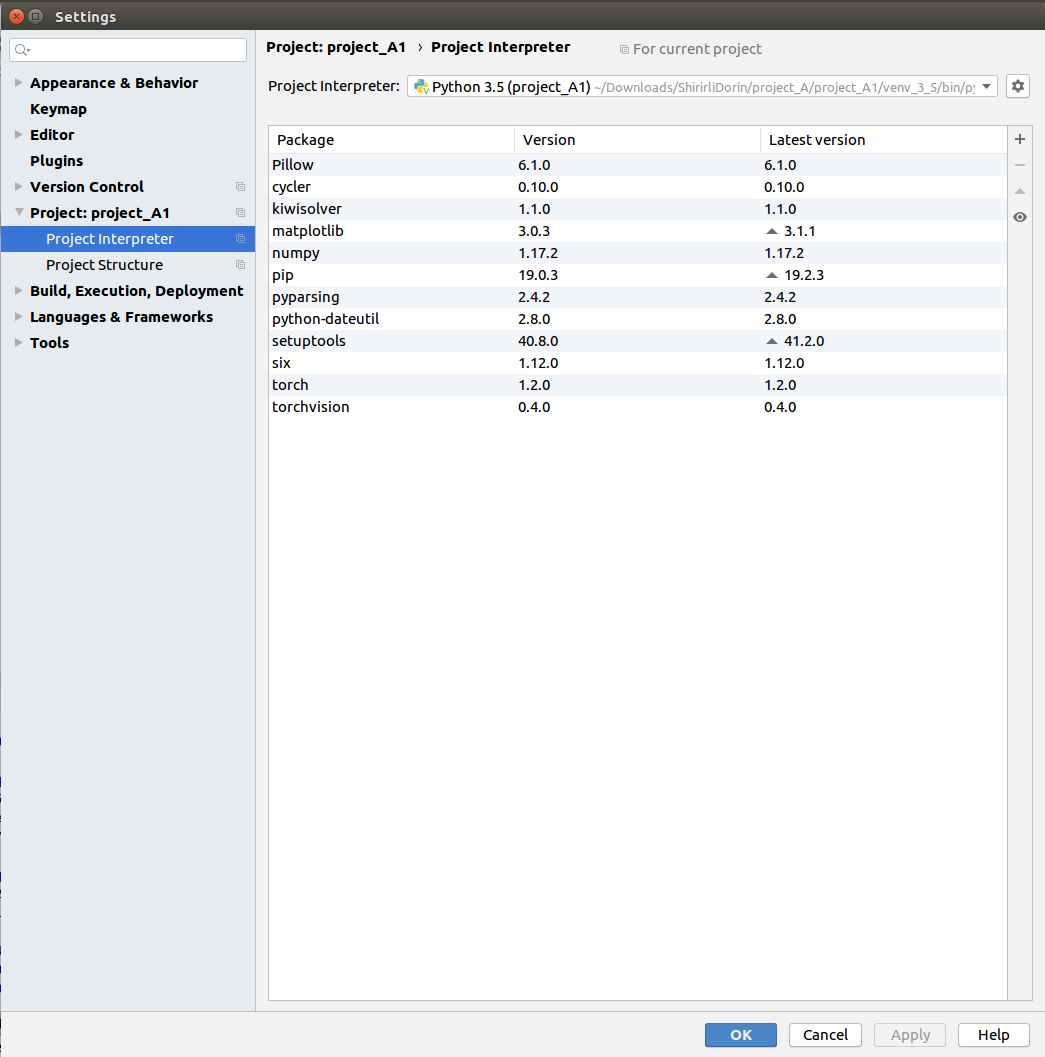 Settings
Project: project_A1 › Project Interpreter For current project
Project Interpreter: Python 3.5 (project_A1) ~/Downloads/ShirirliDorin/project_A/project_A1/venv_3_5/bin/py
Appearance & Behavior
Keymap
Editor
Plugins
Version Control
Project: project_A1
Project Interpreter
Project Structure
Build, Execution, Deployment
Languages & Frameworks
Tools
Package Version Latest version
Pillow 6.1.0 6.1.0
cycler 0.10.0 0.10.0
kiwisolver 1.1.0 1.1.0
matplotlib 3.0.3 3.1.1
numpy 1.17.2 1.17.2
pip 19.0.3 19.2.3
pyparsing 2.4.2 2.4.2
python-dateutil 2.8.0 2.8.0
setuptools 40.8.0 41.2.0
six 1.12.0 1.12.0
torch 1.2.0 1.2.0
torchvision 0.4.0 0.4.0
OK Cancel Apply Help